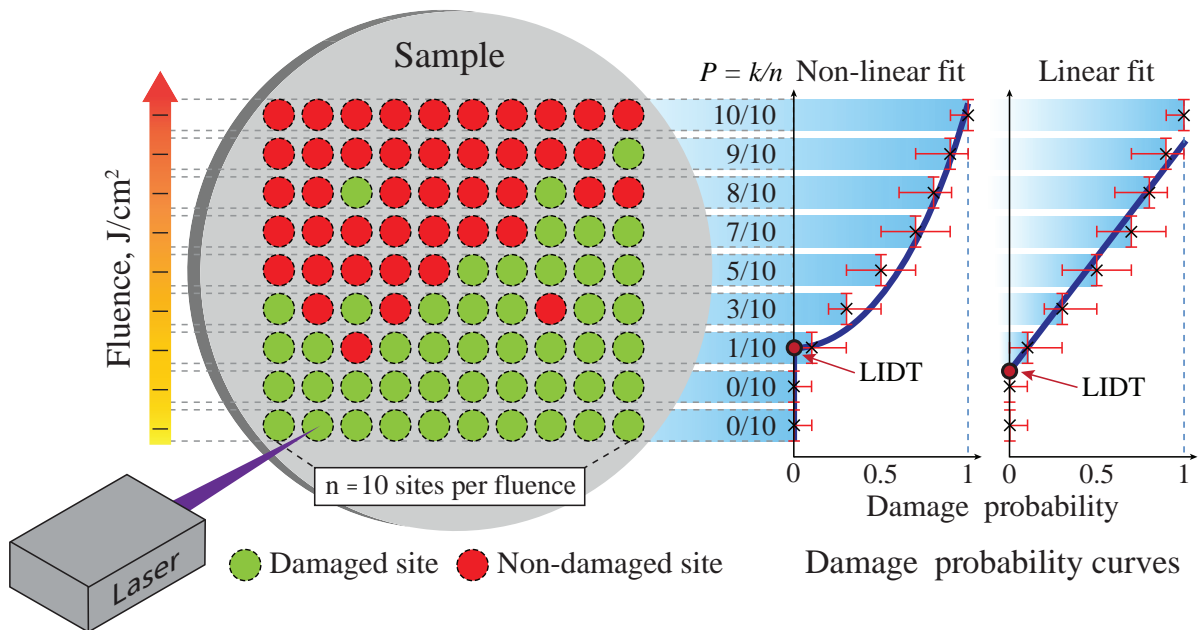 Sample
P = k/n
Non-linear fit
Linear fit
Fluence, J/cm²
10/10
9/10
8/10
7/10
5/10
3/10
1/10
0/10
0/10
LIDT
LIDT
0
0.5
1
0
0.5
1
Damage probability
n =10 sites per fluence
Laser
Damaged site
Non-damaged site
Damage probability curves